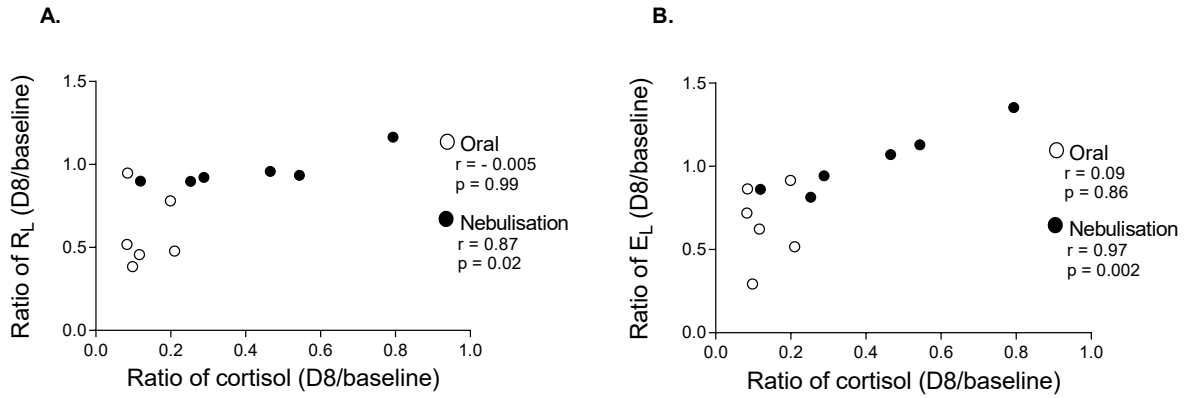 A.
Ratio of RL (D8/baseline)
1.5
1.0
0.5
0.0
0.0 0.2 0.4 0.6 0.8 1.0
Ratio of cortisol (D8/baseline)
Oral
r = - 0.005
p = 0.99
Nebulisation
r = 0.87
p = 0.02
B.
Ratio of EL (D8/baseline)
1.5
1.0
0.5
0.0
0.0 0.2 0.4 0.6 0.8 1.0
Ratio of cortisol (D8/baseline)
Oral
r = 0.09
p = 0.86
Nebulisation
r = 0.97
p = 0.002